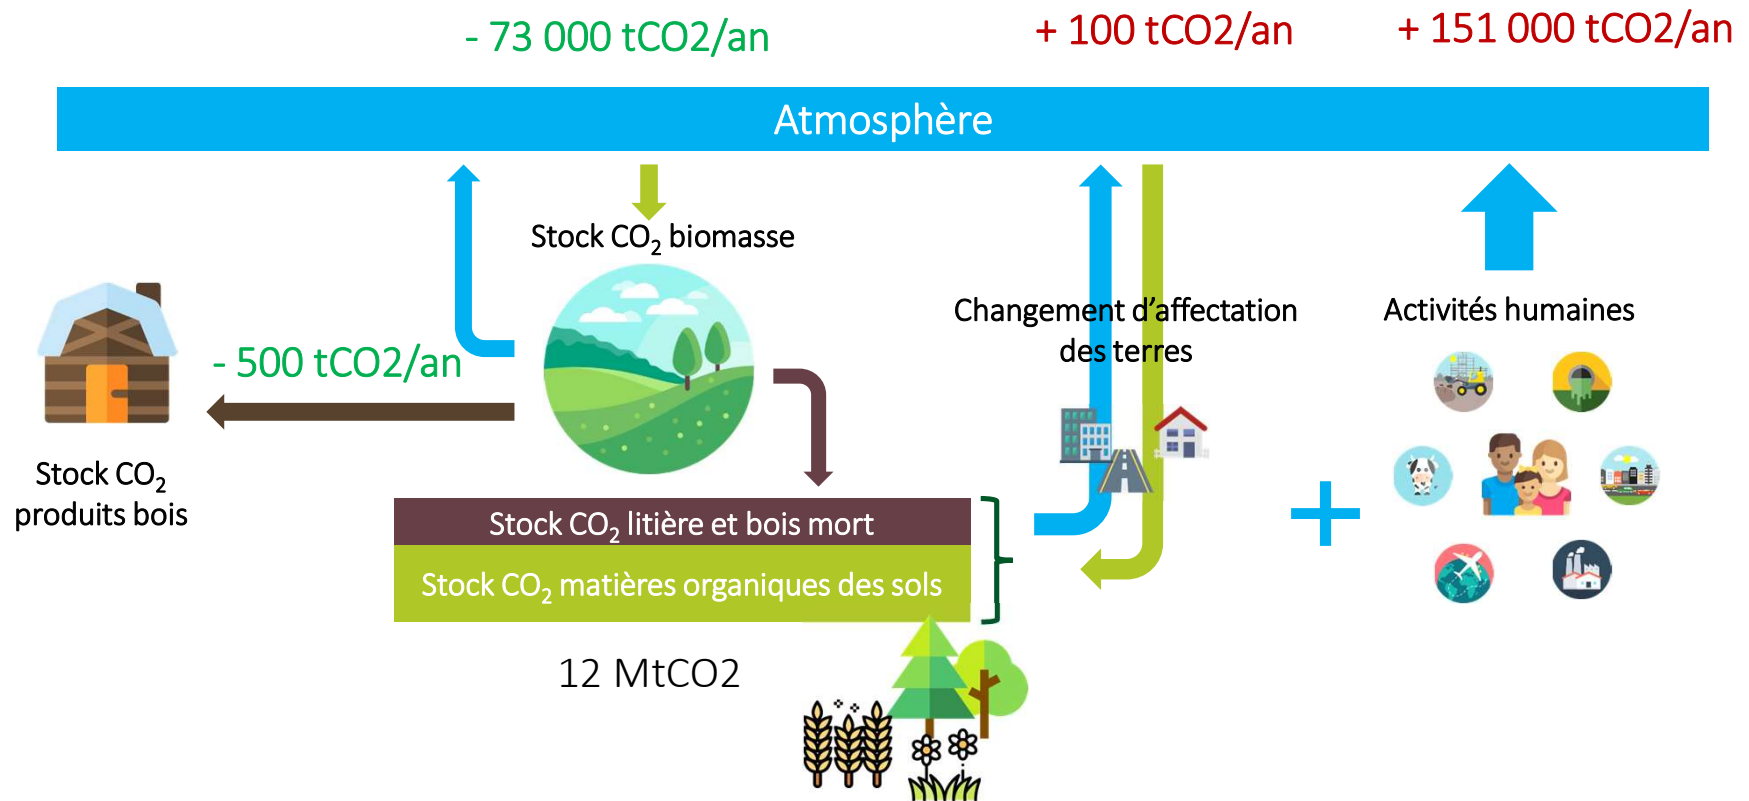 - 73 000 tCO2/an
+ 100 tCO2/an
+ 151 000 tCO2/an
Atmosphère
Stock CO₂ biomasse
Changement d'affectation
des terres
Activités humaines
- 500 tCO2/an
Stock CO₂
produits bois
Stock CO₂ litière et bois mort
Stock CO₂ matières organiques des sols
12 MtCO2